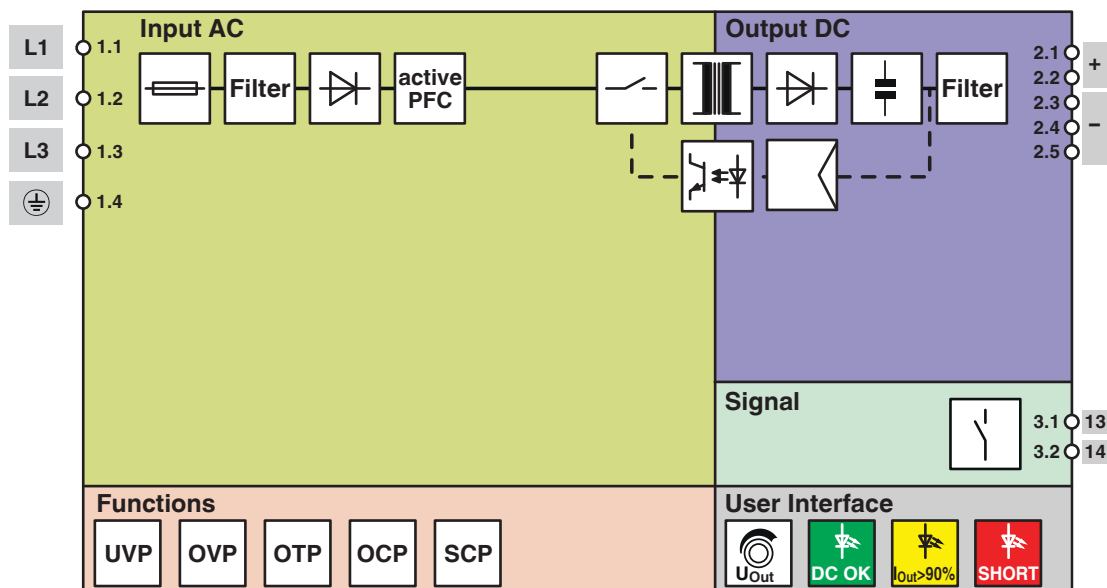 Input AC
Output DC
L1
1.1
L2
1.2
L3
1.3
1.4
Filter
active
PFC
Filter
2.1
2.2
+
2.3
2.4
2.5
−
Signal
3.1
13
3.2
14
Functions
UVP
OVP
OTP
OCP
SCP
User Interface
UOut
DC OK
IOut>90%
SHORT